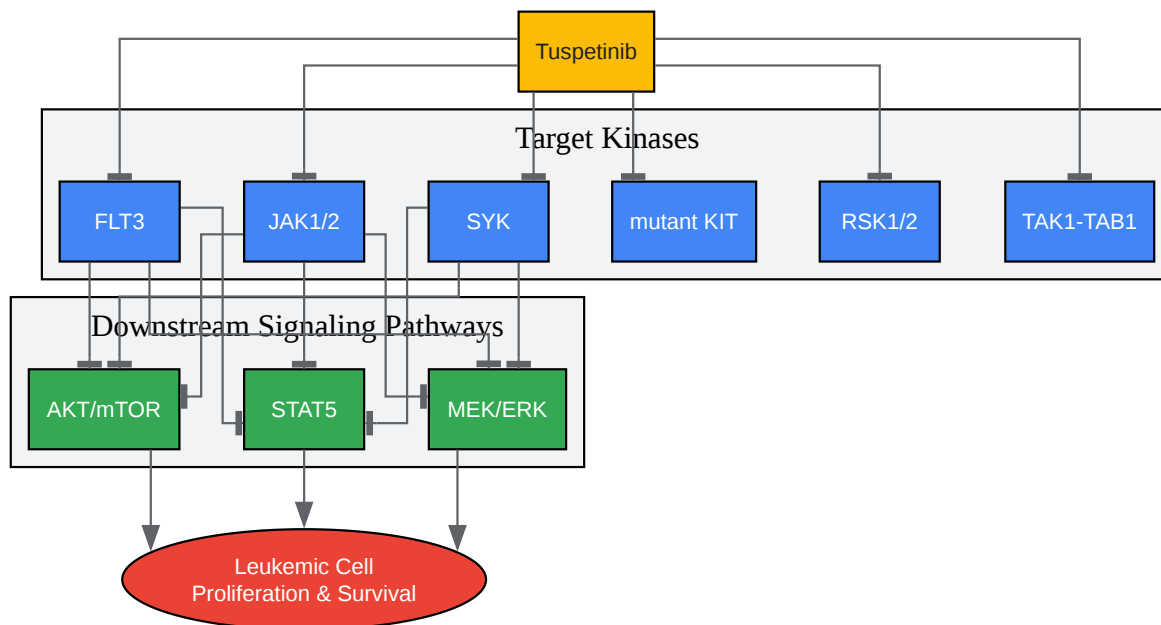 Tuspetinib
Target Kinases
FLT3
JAK1/2
SYK
mutant KIT
RSK1/2
TAK1-TAB1
Downstream Signaling Pathways
AKT/mTOR
STAT5
MEK/ERK
Leukemic Cell
Proliferation & Survival